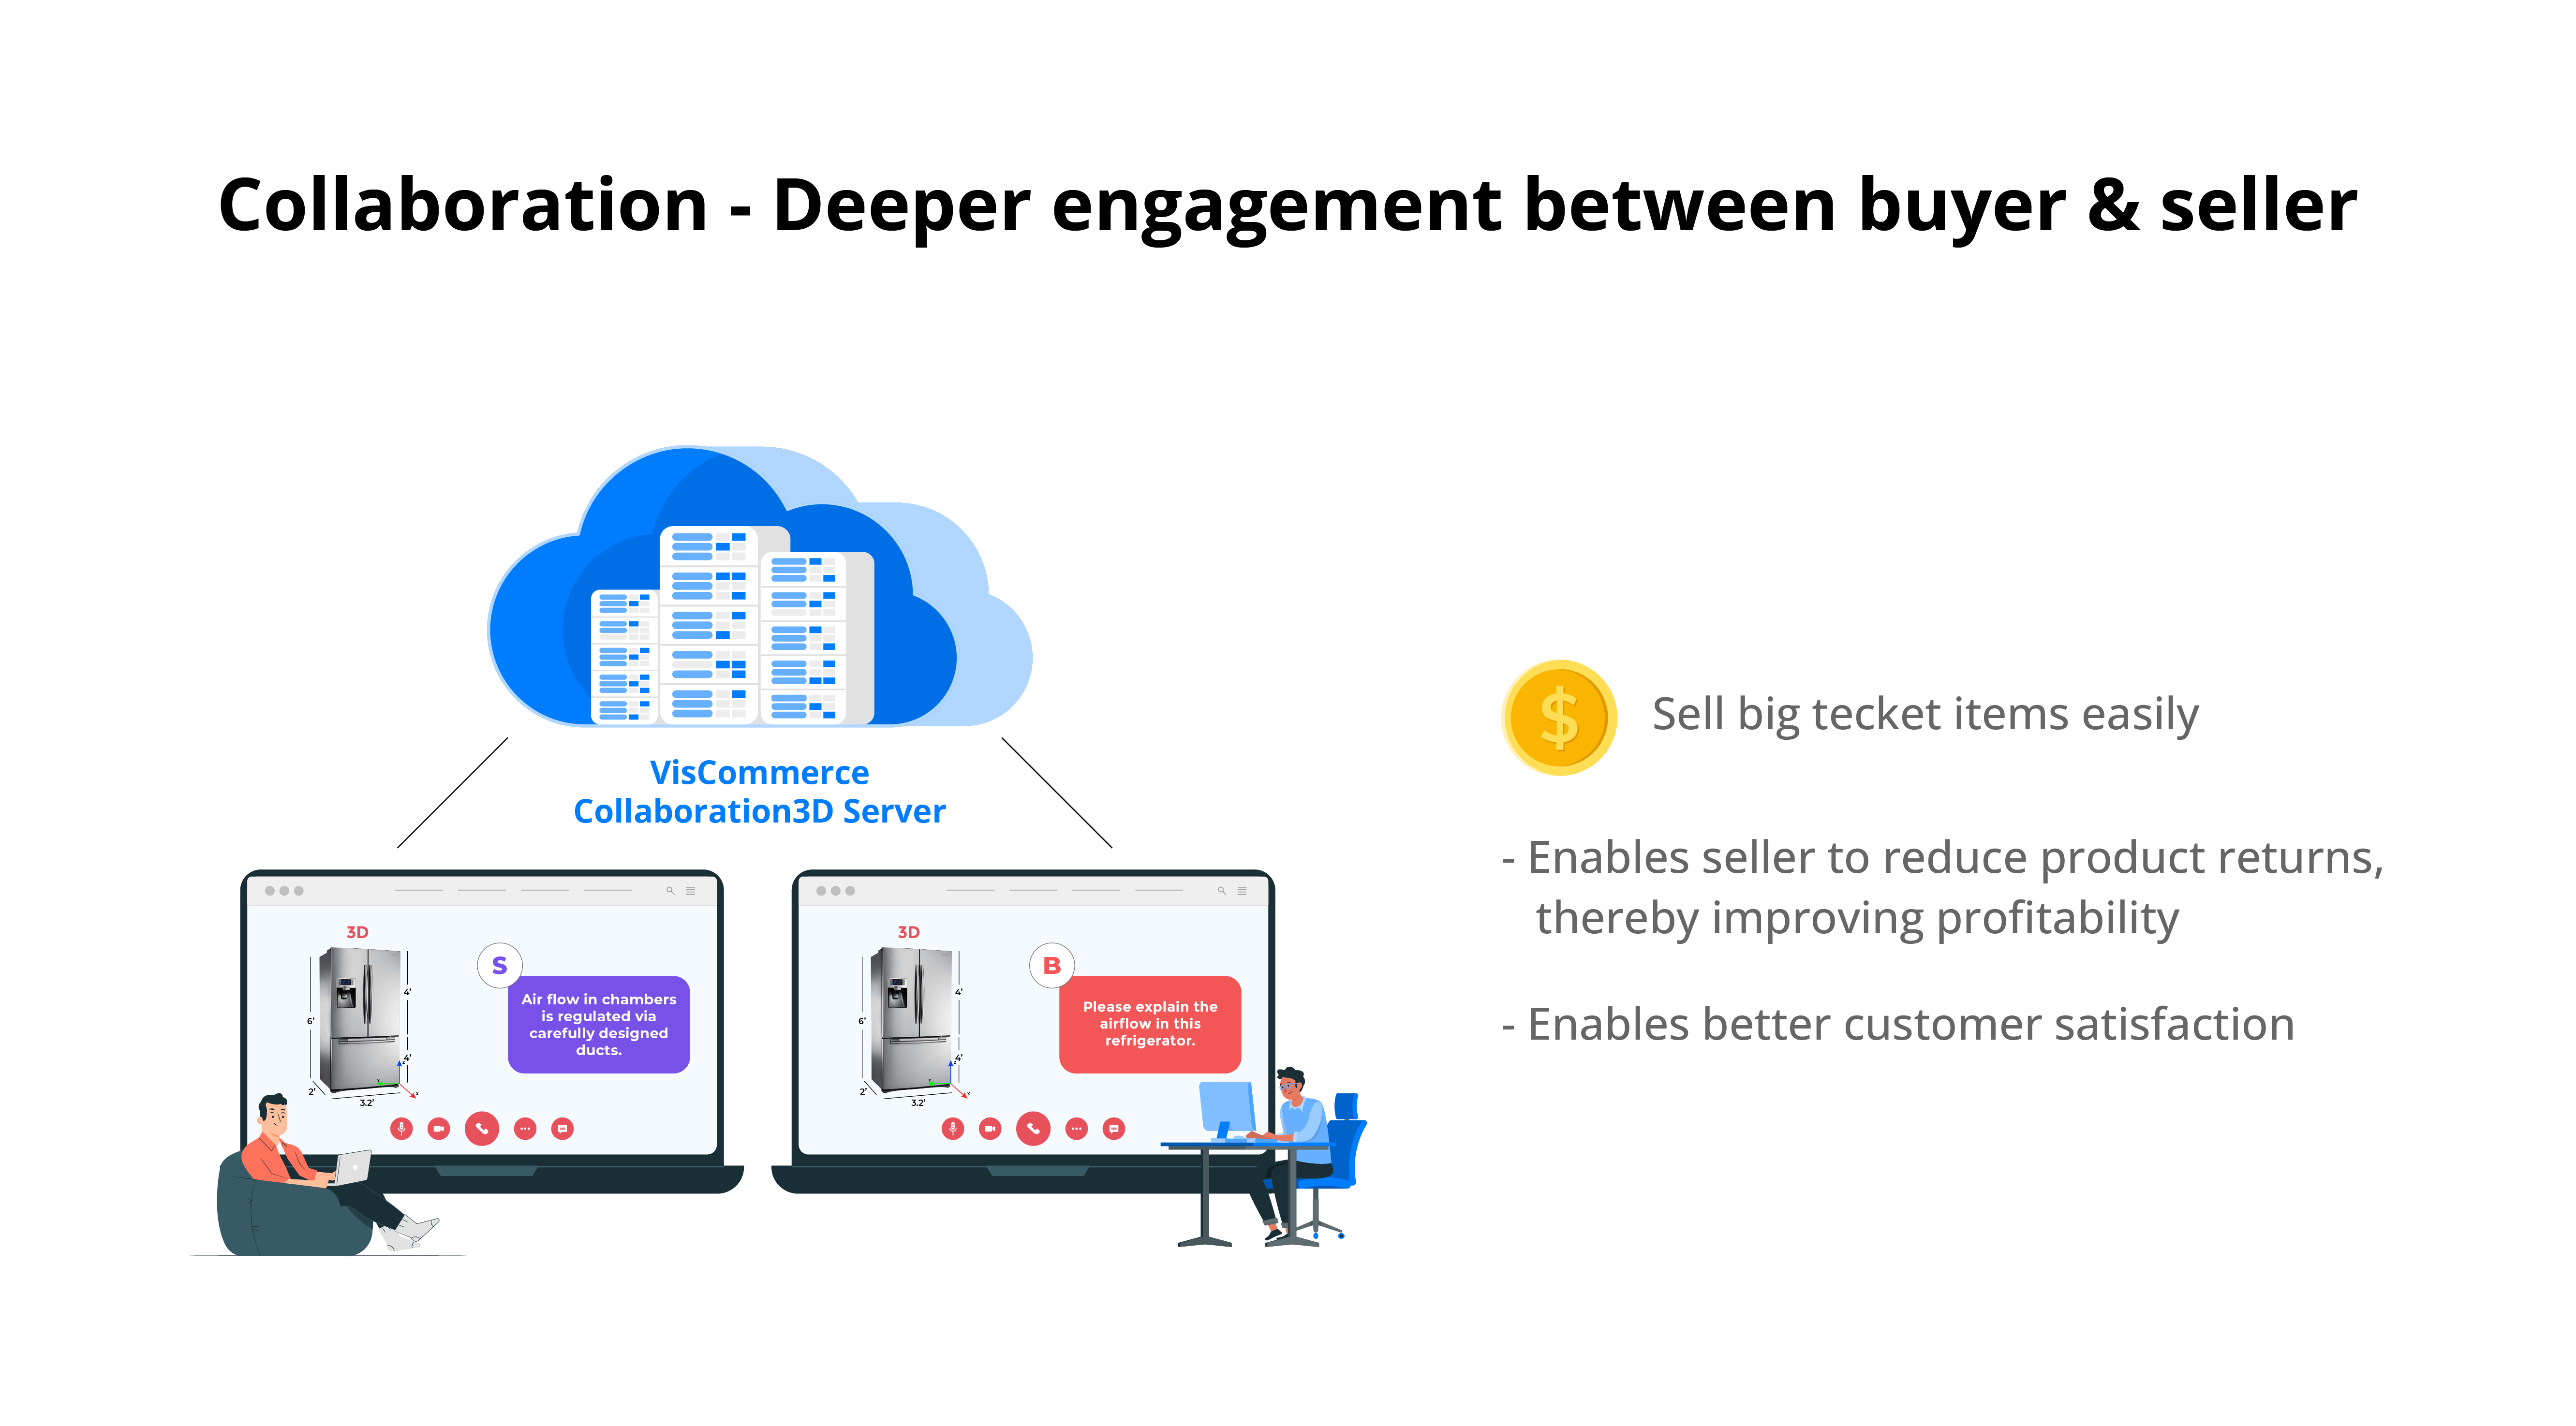 Collaboration - Deeper engagement between buyer & seller
VisCommerce
Collaboration3D Server
3D
6'
4'
4'
z
Y
x
2'
3.2'
S
Air flow in chambers
is regulated via
carefully designed
ducts.
3D
6'
4'
4'
z
Y
x
2'
3.2'
B
Please explain the
airflow in this
refrigerator.
$
Sell big tecket items easily
- Enables seller to reduce product returns,
thereby improving profitability
- Enables better customer satisfaction